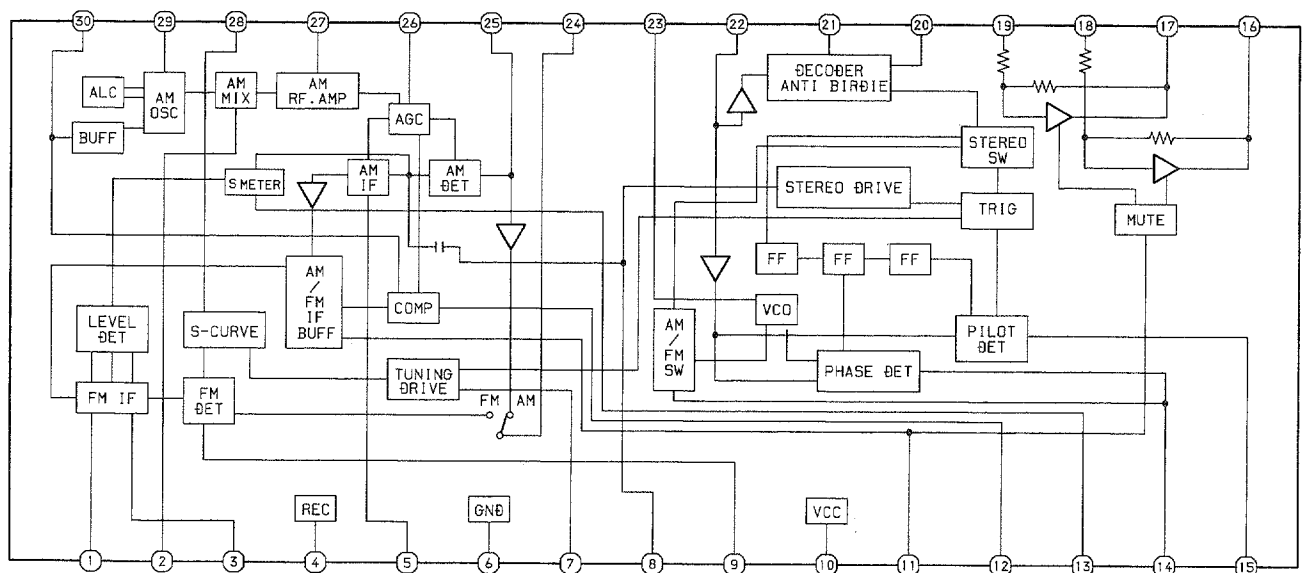 30 29 28 27 26 25 24 23 22 21 20 19 18 17 16
ALC
AM
OSC
AM
MIX
AM
RF.AMP
BUFF
AGC
S METER
AM
IF
AM
DET
DECODER
ANTI BIRDIE
STEREO
SW
STEREO DRIVE
TRIG
MUTE
AM
/
FM
IF
BUFF
COMP
FF
FF
FF
VCO
LEVEL
DET
S-CURVE
AM
/
FM
SW
PILOT
DET
TUNING
DRIVE
PHASE DET
FM IF
FM
DET
FM AM
REC
GND
VCC
1 2 3 4 5 6 7 8 9 10 11 12 13 14 15